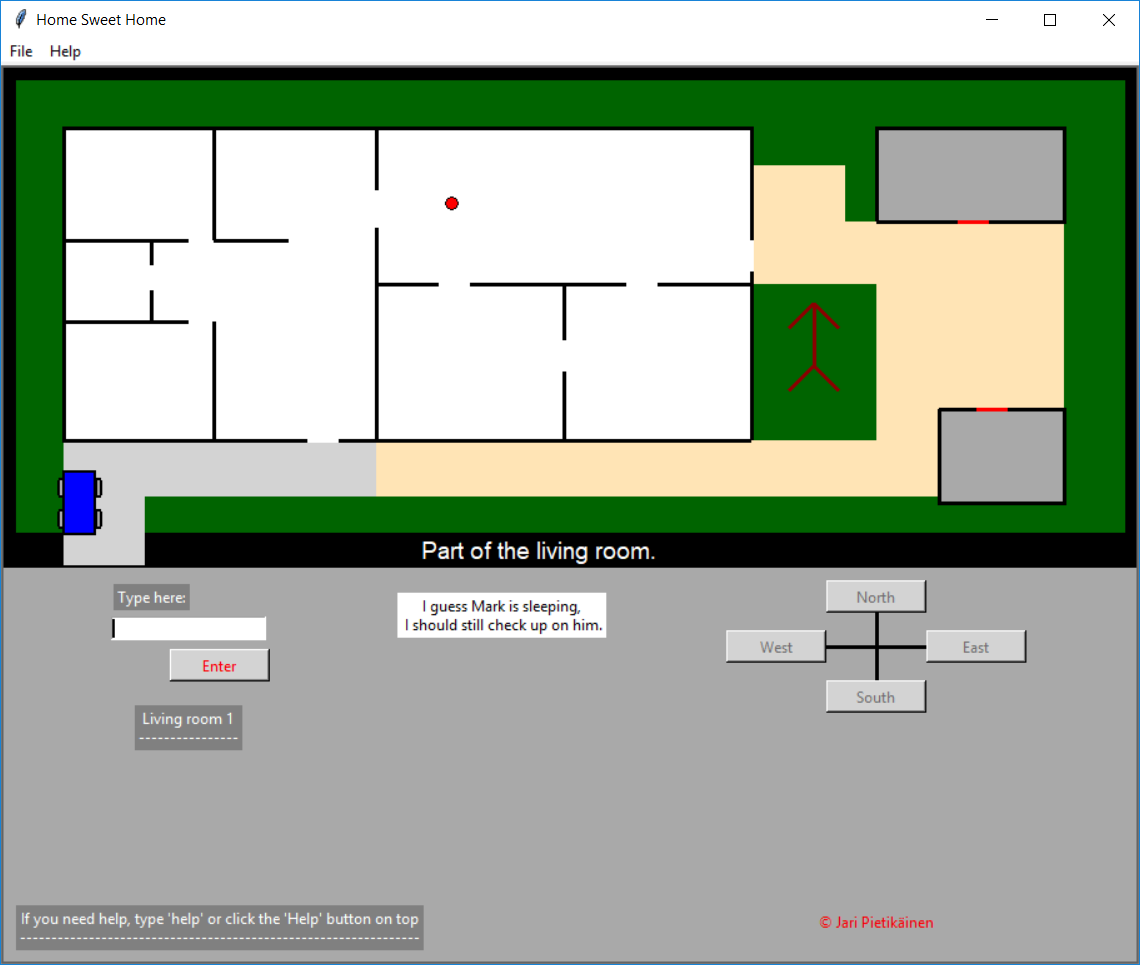 Home Sweet Home
File Help
Part of the living room.
Type here:
I guess Mark is sleeping,
I should still check up on him.
North
West
East
South
Enter
Living room 1
----------------
If you need help, type 'help' or click the 'Help' button on top
----------------------------------------------------------------
© Jari Pietikäinen